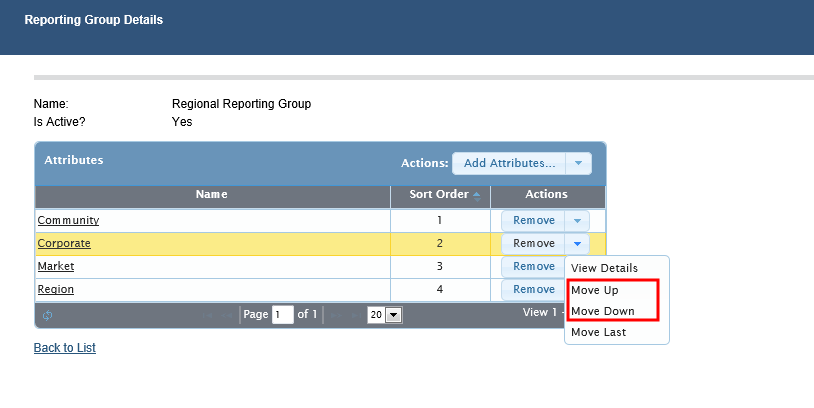 Reporting Group Details
Name: Regional Reporting Group
Is Active? Yes
Attributes Actions: Add Attributes...
Name Sort Order Actions
Community 1 Remove
Corporate 2 Remove
Market 3 Remove
Region 4 Remove
View Details
Move Up
Move Down
Move Last
Page 1 of 1 20 View 1
Back to List